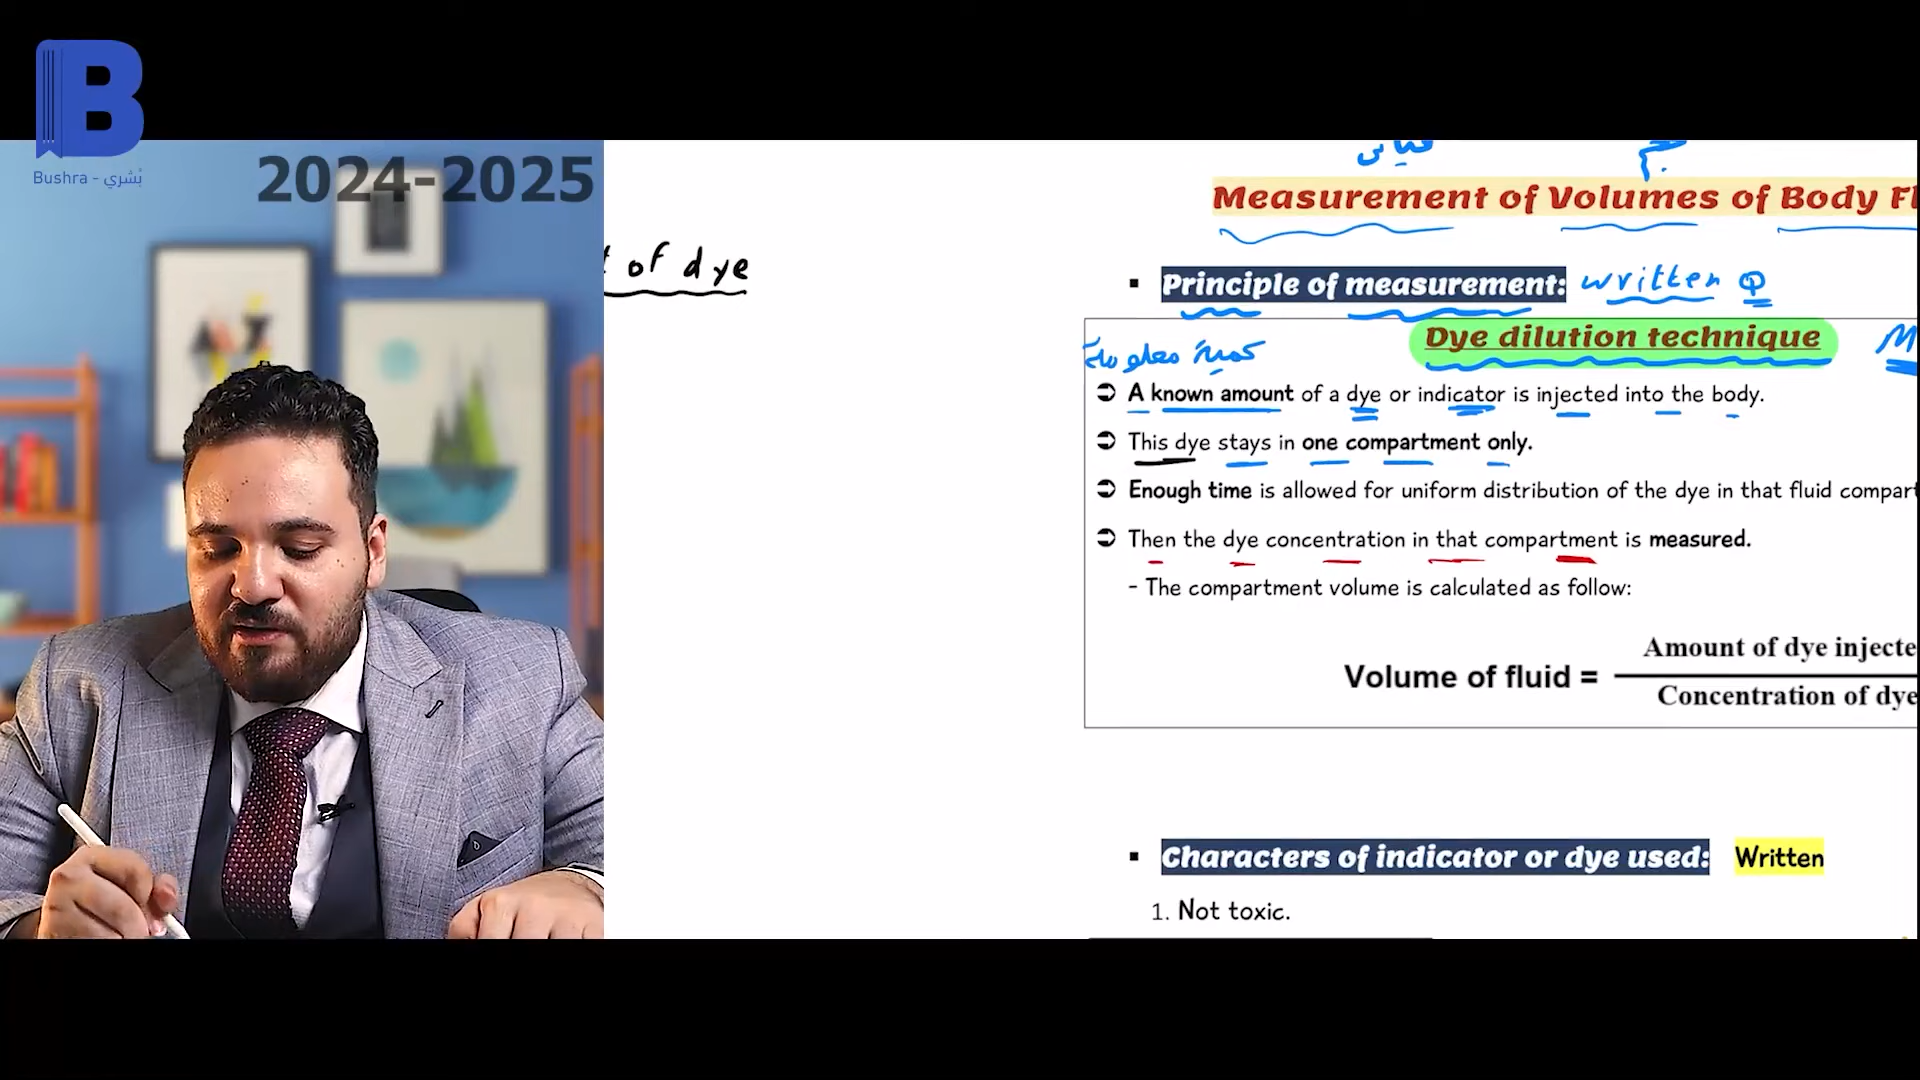 B
Bushra - بُشري
2024-2025
of dye
قياس
حجم
Measurement of Volumes of Body Fl
▪ Principle of measurement: written Q
Dye dilution technique
كمية معلومة
➲ A known amount of a dye or indicator is injected into the body.
➲ This dye stays in one compartment only.
➲ Enough time is allowed for uniform distribution of the dye in that fluid compart
➲ Then the dye concentration in that compartment is measured.
- The compartment volume is calculated as follow:
Volume of fluid =
Amount of dye injecte
Concentration of dye
▪ Characters of indicator or dye used: Written
1. Not toxic.